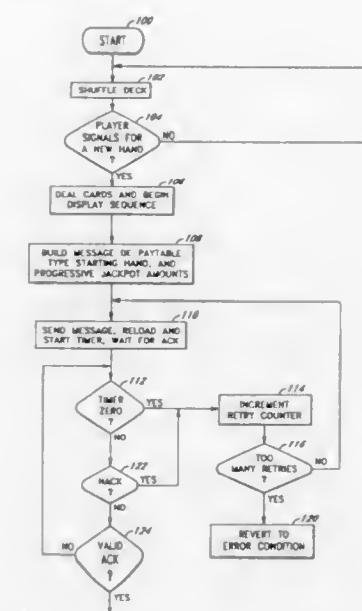 100
START
102
SHUFFLE DECK
104
PLAYER
SIGNALS FOR
A NEW HAND
?
NO
YES
106
DEAL CARDS AND BEGIN
DISPLAY SEQUENCE
108
BUILD MESSAGE OF PAYTABLE
TYPE STARTING HAND, AND
PROGRESSIVE JACKPOT AMOUNTS
110
SEND MESSAGE, RELOAD AND
START TIMER, WAIT FOR ACK
112
TIMER
ZERO
?
YES
NO
114
INCREMENT
RETRY COUNTER
116
TOO
MANY RETRIES
?
NO
YES
120
REVERT TO
ERROR CONDITION
122
NACK
?
YES
NO
124
VALID
ACK
?
NO
YES